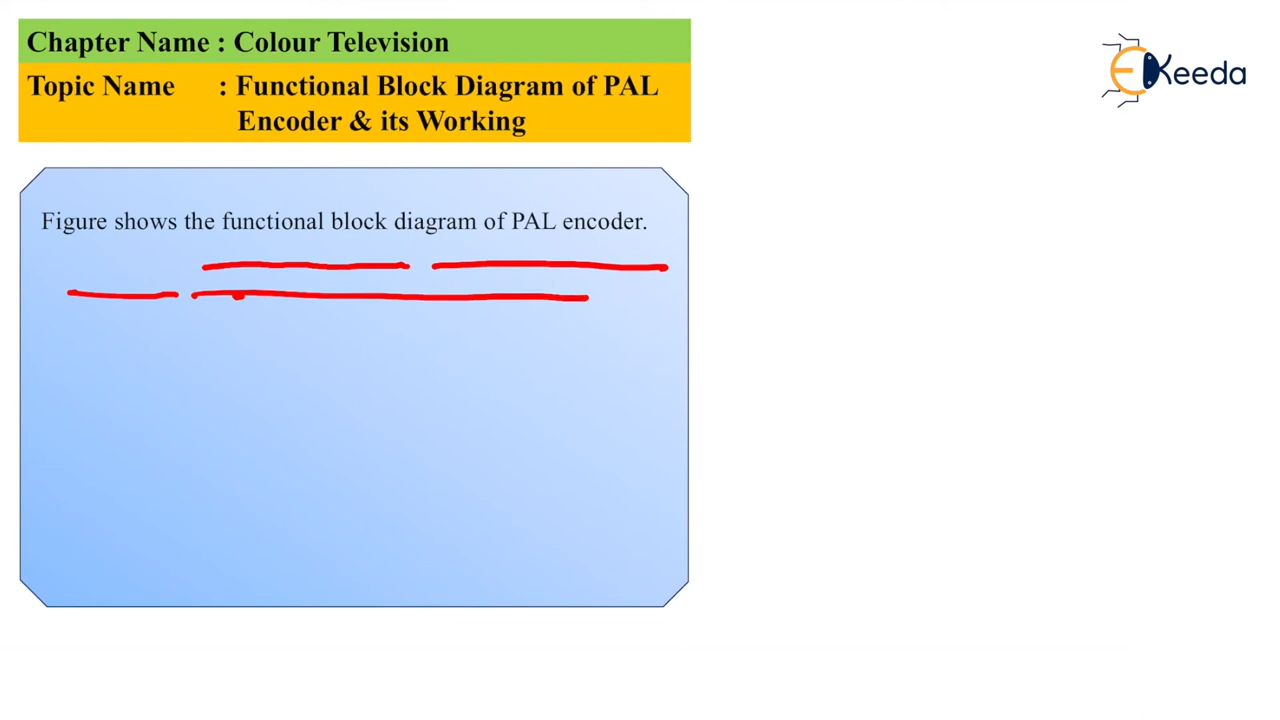 Chapter Name : Colour Television
Topic Name : Functional Block Diagram of PAL
Encoder & its Working
EKeeda
Figure shows the functional block diagram of PAL encoder.